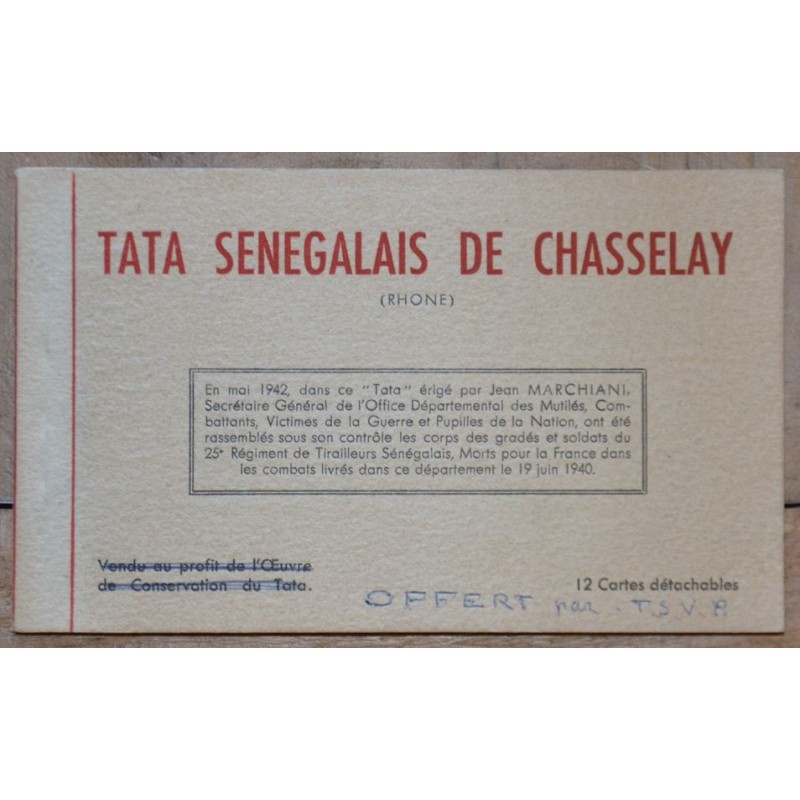 TATA SENEGALAIS DE CHASSELAY
(RHONE)
En mai 1942, dans ce "Tata" érigé par Jean MARCHIANI,
Secrétaire Général de l'Office Départemental des Mutilés, Com-
battants, Victimes de la Guerre et Pupilles de la Nation, ont été
rassemblés sous son contrôle les corps des gradés et soldats du
25e Régiment de Tirailleurs Sénégalais, Morts pour la France dans
les combats livrés dans ce département le 19 juin 1940.
Vendu au profit de l'Œuvre
de Conservation du Tata.
12 Cartes détachables
OFFERT par. T.S.V.P.